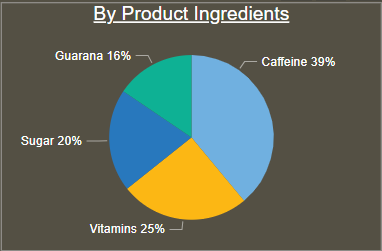 By Product Ingredients
Guarana 16%
Caffeine 39%
Sugar 20%
Vitamins 25%